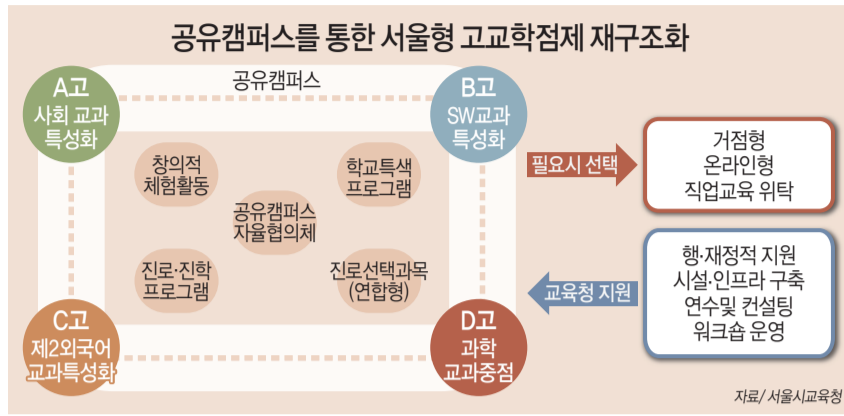 공유캠퍼스를 통한 서울형 고교학점제 재구조화
공유캠퍼스
A고
사회 교과
특성화
B고
SW교과
특성화
창의적
체험활동
학교특색
프로그램
공유캠퍼스
자율협의체
진로·진학
프로그램
진로선택과목
(연합형)
C고
제2외국어
교과특성화
D고
과학
교과중점
필요시 선택
거점형
온라인형
직업교육 위탁
교육청 지원
행·재정적 지원
시설·인프라 구축
연수및 컨설팅
워크숍 운영
자료/ 서울시교육청